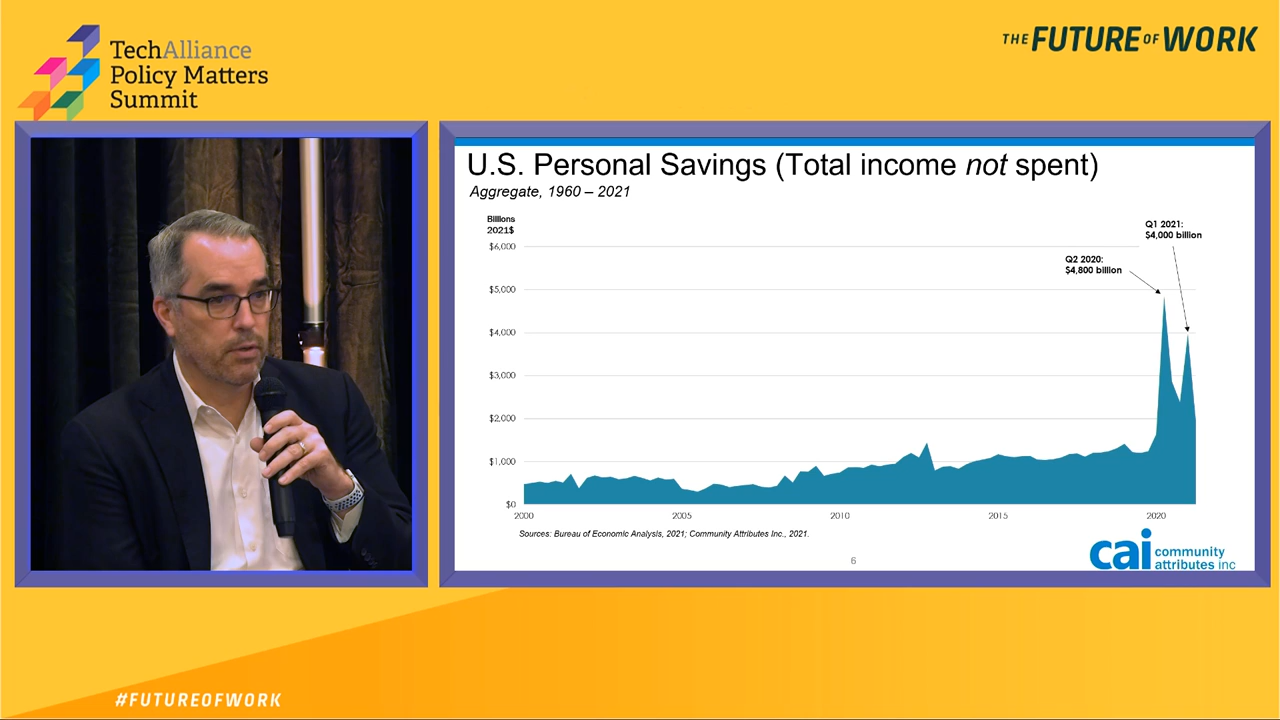 TechAlliance
Policy Matters
Summit
THE FUTURE OF WORK
U.S. Personal Savings (Total income not spent)
Aggregate, 1960 – 2021
Billions
2021$
$6,000
$5,000
$4,000
$3,000
$2,000
$1,000
$0
Q2 2020:
$4,800 billion
Q1 2021:
$4,000 billion
2000 2005 2010 2015 2020
Sources: Bureau of Economic Analysis, 2021; Community Attributes Inc., 2021.
6
cai community
attributes inc
#FUTUREOFWORK